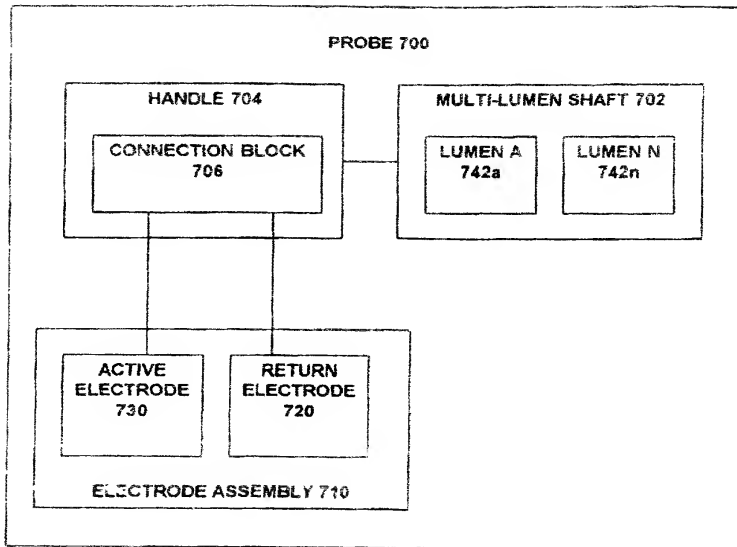 PROBE 700
HANDLE 704
MULTI-LUMEN SHAFT 702
CONNECTION BLOCK
706
LUMEN A
742a
LUMEN N
742n
ACTIVE
ELECTRODE
730
RETURN
ELECTRODE
720
ELECTRODE ASSEMBLY 710